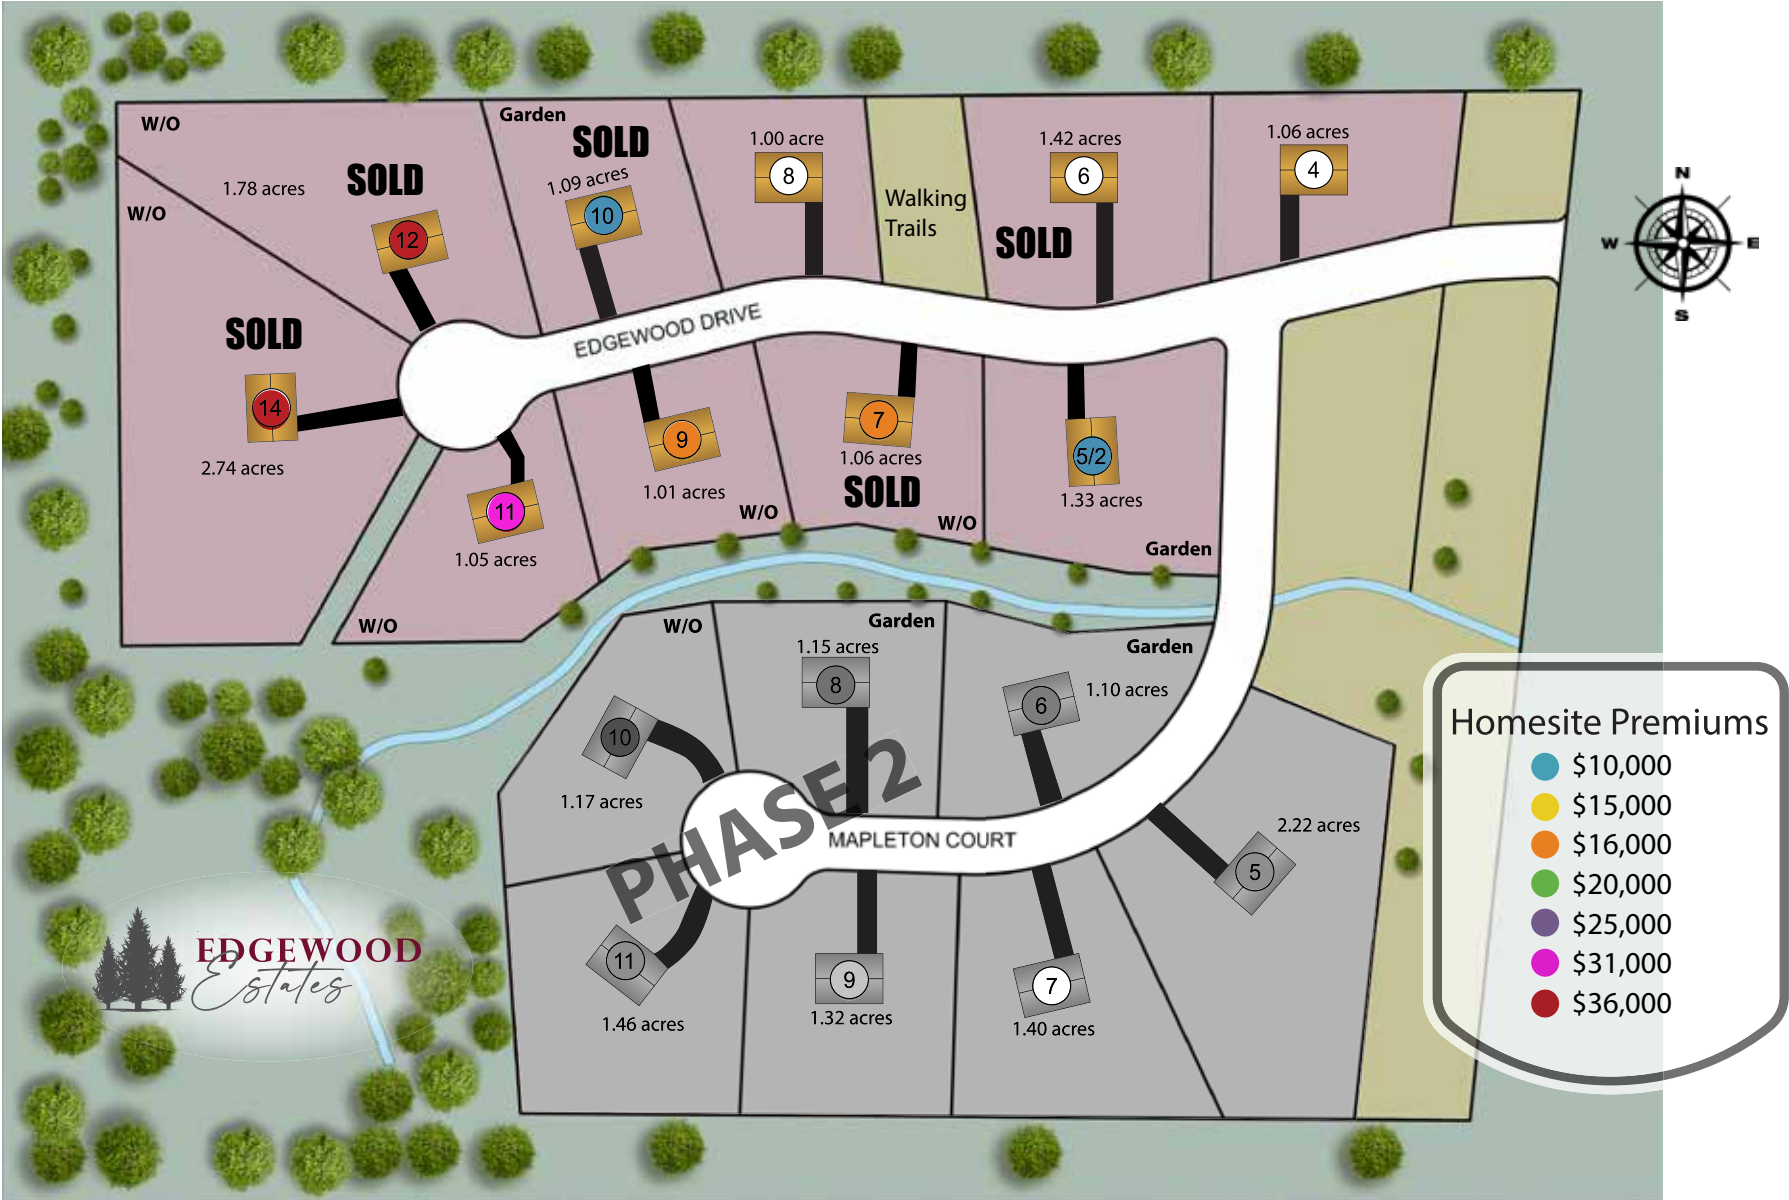 W/O
1.78 acres
SOLD
12
W/O
SOLD
14
2.74 acres
Garden
SOLD
1.09 acres
10
1.00 acre
8
Walking
Trails
1.42 acres
6
SOLD
1.06 acres
4
N
W
E
S
EDGEWOOD DRIVE
11
1.05 acres
W/O
9
1.01 acres
W/O
7
1.06 acres
SOLD
W/O
5/2
1.33 acres
Garden
W/O
10
1.17 acres
Garden
1.15 acres
8
Garden
6
1.10 acres
PHASE 2
MAPLETON COURT
2.22 acres
5
11
1.46 acres
9
1.32 acres
7
1.40 acres
EDGEWOOD
Estates
Homesite Premiums
$10,000
$15,000
$16,000
$20,000
$25,000
$31,000
$36,000